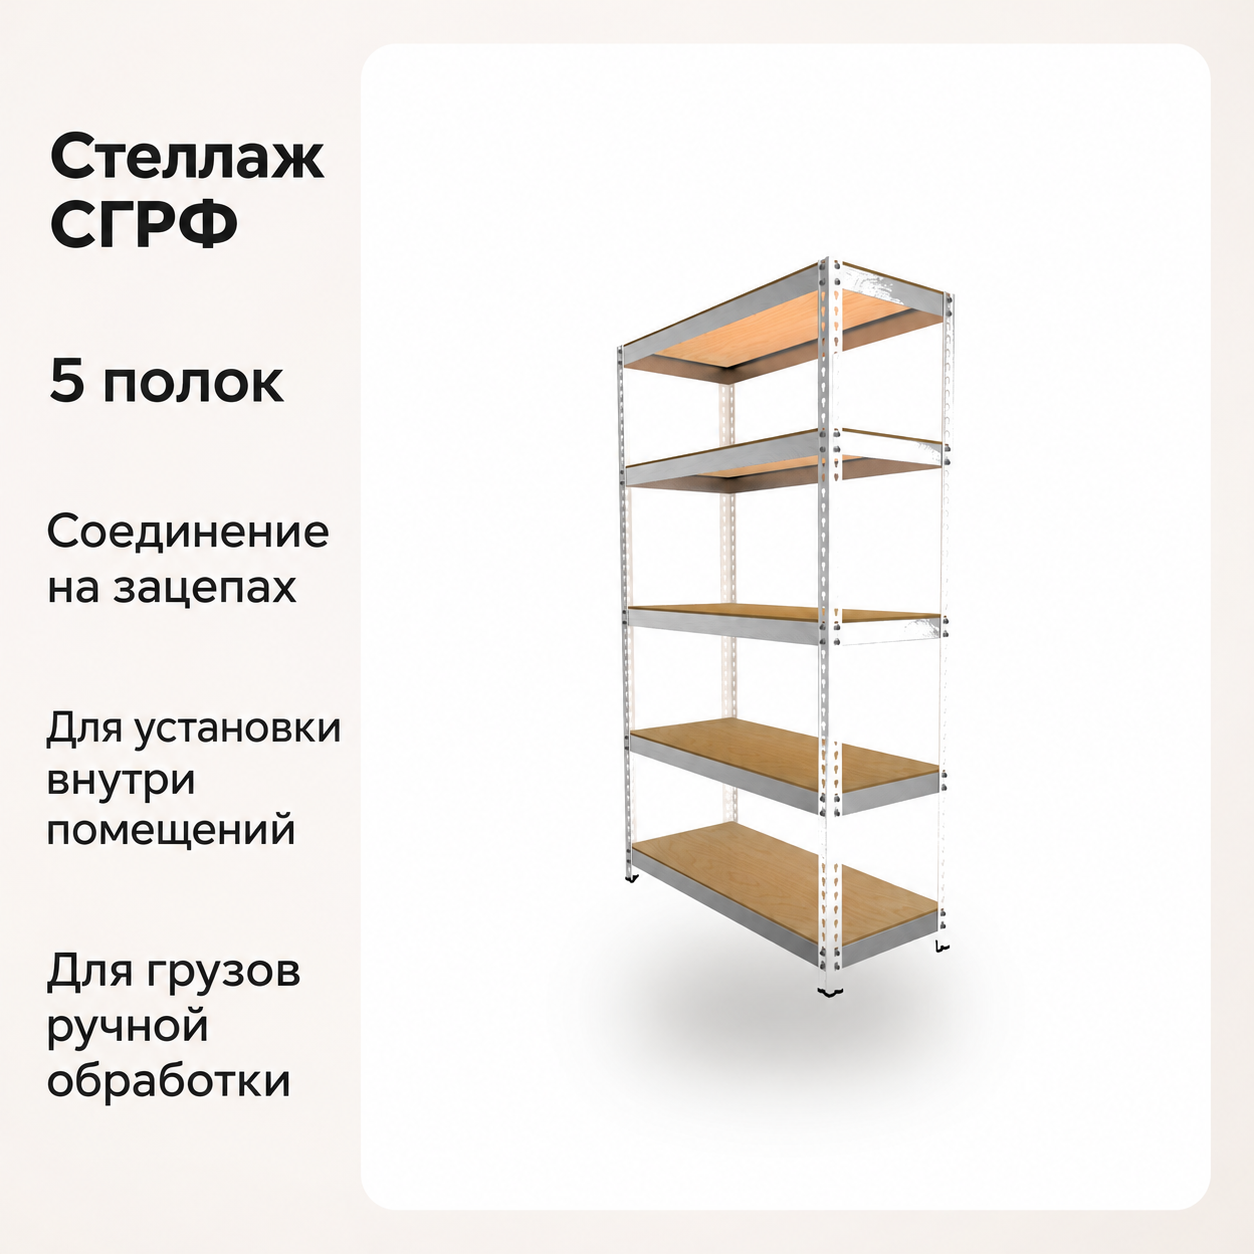 Стеллаж
СГРФ
5 полок
Соединение
на зацепах
Для установки
внутри
помещений
Для грузов
ручной
обработки